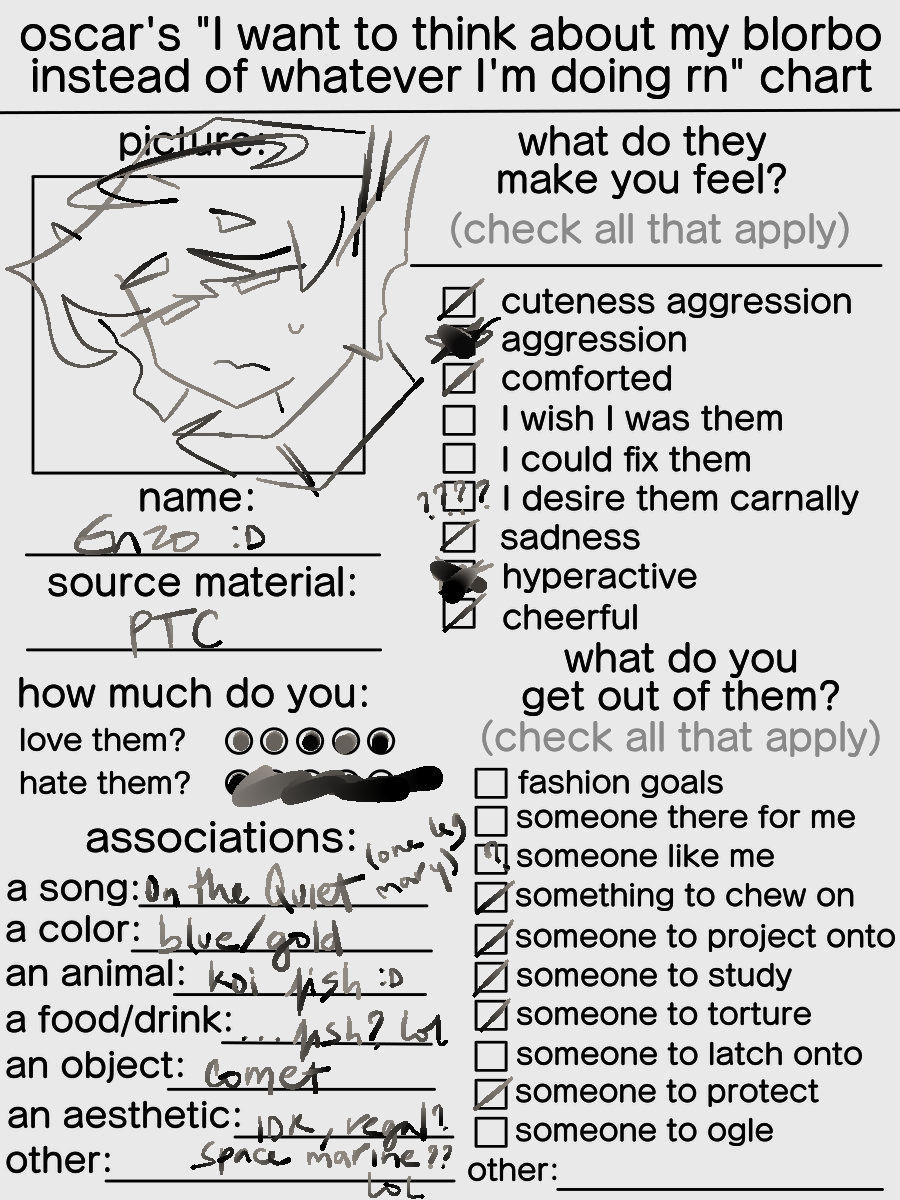 oscar's "I want to think about my blorbo
instead of whatever I'm doing rn" chart
picture:
name:
Enzo :D
source material:
PTC
how much do you:
love them?
hate them?
associations:
a song: On the Quiet (one leg mary)
a color: blue/gold
an animal: koi fish :D
a food/drink: ... fish? lol
an object: Comet
an aesthetic: IDK, regal?
other: Space marine??
LOL
what do they
make you feel?
(check all that apply)
cuteness aggression
aggression
comforted
I wish I was them
I could fix them
???? I desire them carnally
sadness
hyperactive
cheerful
what do you
get out of them?
(check all that apply)
fashion goals
someone there for me
? someone like me
something to chew on
someone to project onto
someone to study
someone to torture
someone to latch onto
someone to protect
someone to ogle
other: